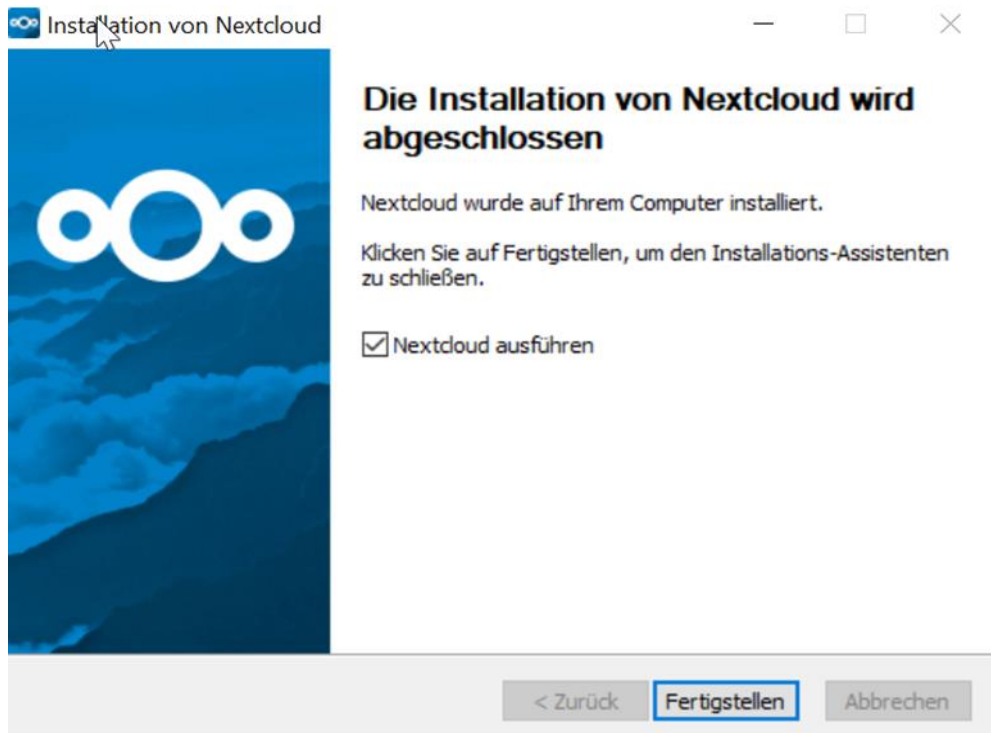 Installation von Nextcloud
Die Installation von Nextcloud wird
abgeschlossen
Nextcloud wurde auf Ihrem Computer installiert.
Klicken Sie auf Fertigstellen, um den Installations-Assistenten
zu schließen.
Nextcloud ausführen
< Zurück Fertigstellen Abbrechen